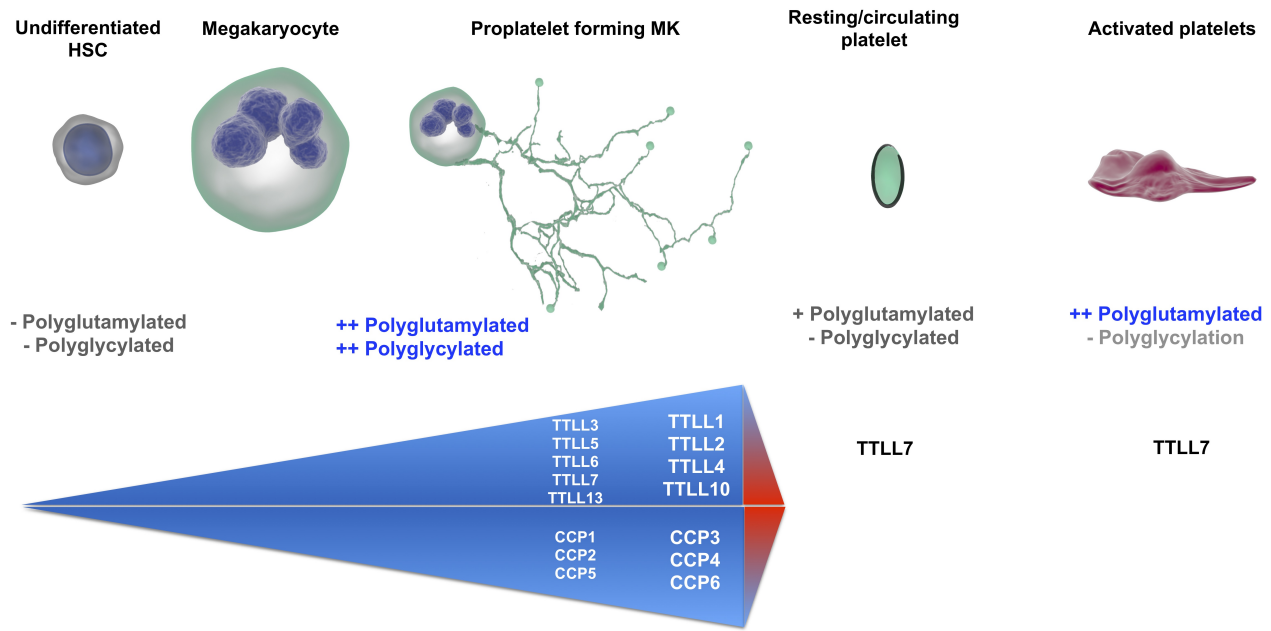 Undifferentiated
HSC
Megakaryocyte
Proplatelet forming MK
Resting/circulating
platelet
Activated platelets
- Polyglutamylated
- Polyglycylated
++ Polyglutamylated
++ Polyglycylated
+ Polyglutamylated
- Polyglycylated
++ Polyglutamylated
- Polyglycylation
TTLL3
TTLL5
TTLL6
TTLL7
TTLL13
TTLL1
TTLL2
TTLL4
TTLL10
TTLL7
TTLL7
CCP1
CCP2
CCP5
CCP3
CCP4
CCP6